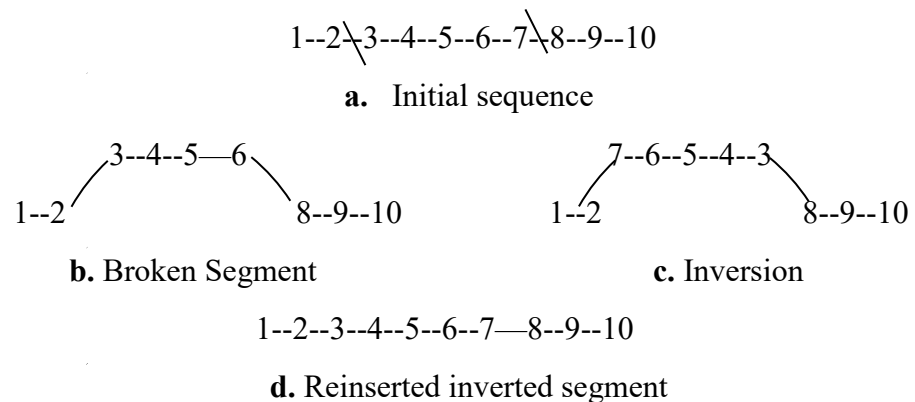 1--2--3--4--5--6--7--8--9--10
a. Initial sequence
3--4--5—6
1--2
8--9--10
7--6--5--4--3
1--2
8--9--10
b. Broken Segment
c. Inversion
1--2--3--4--5--6--7—8--9--10
d. Reinserted inverted segment